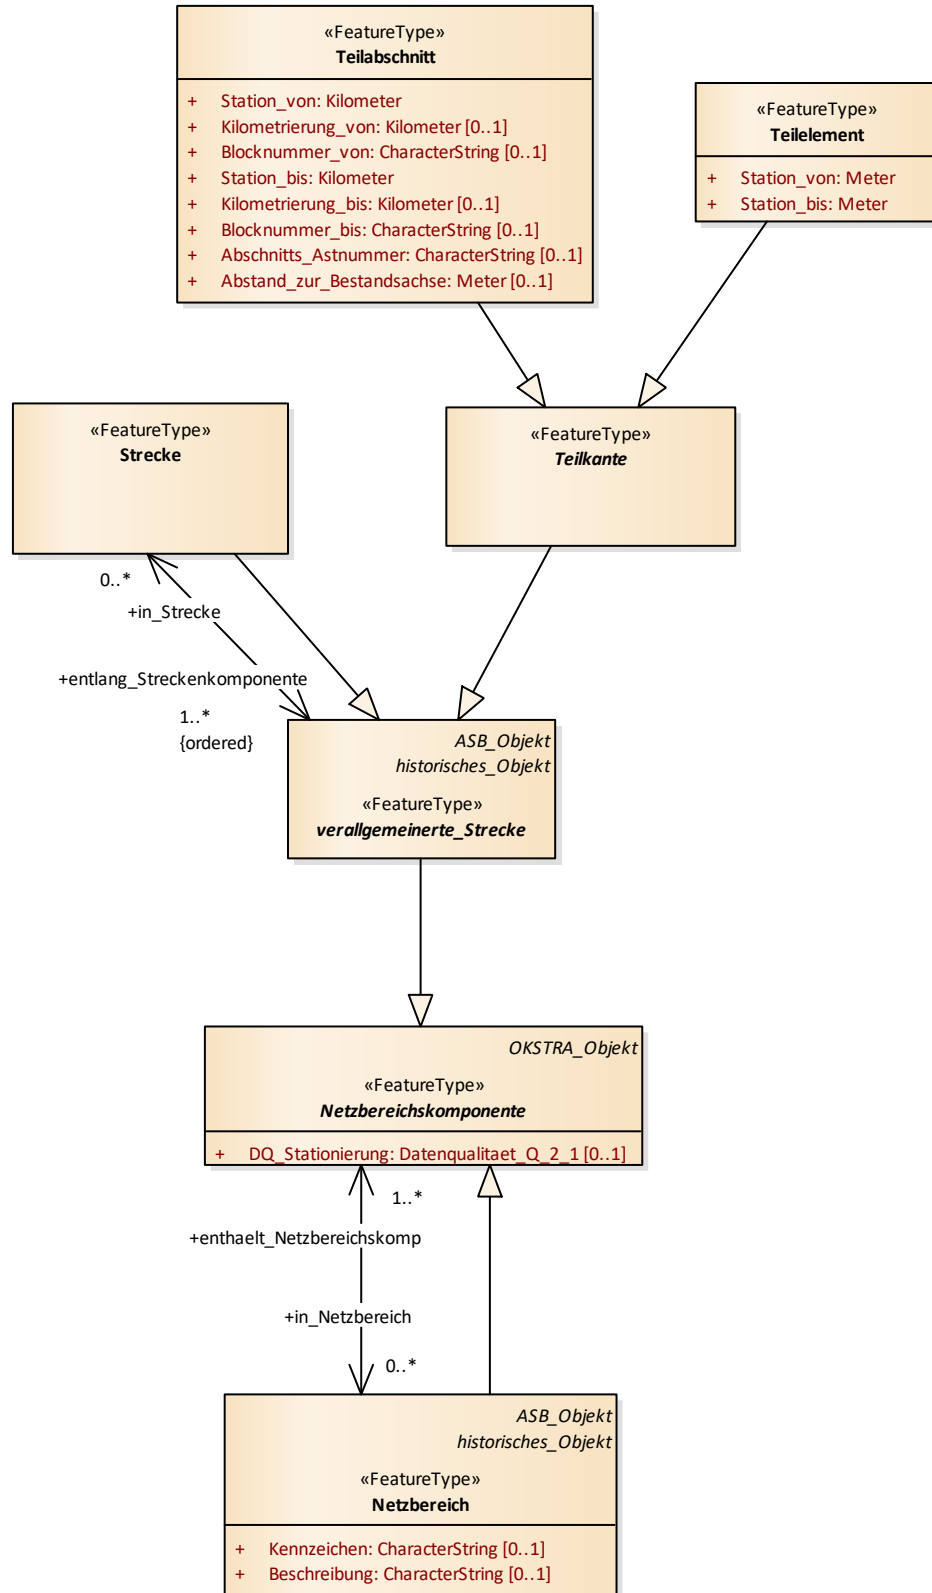 «FeatureType»
Teilabschnitt
+ Station_von: Kilometer
+ Kilometrierung_von: Kilometer [0..1]
+ Blocknummer_von: CharacterString [0..1]
+ Station_bis: Kilometer
+ Kilometrierung_bis: Kilometer [0..1]
+ Blocknummer_bis: CharacterString [0..1]
+ Abschnitts_Astnummer: CharacterString [0..1]
+ Abstand_zur_Bestandsachse: Meter [0..1]
«FeatureType»
Teilelement
+ Station_von: Meter
+ Station_bis: Meter
«FeatureType»
Strecke
«FeatureType»
Teilkante
0..*
+in_Strecke
+entlang_Streckenkomponente
1..*
{ordered}
ASB_Objekt
historisches_Objekt
«FeatureType»
verallgemeinerte_Strecke
OKSTRA_Objekt
«FeatureType»
Netzbereichskomponente
+ DQ_Stationierung: Datenqualitaet_Q_2_1 [0..1]
1..*
+enthaelt_Netzbereichskomp
+in_Netzbereich
0..*
ASB_Objekt
historisches_Objekt
«FeatureType»
Netzbereich
+ Kennzeichen: CharacterString [0..1]
+ Beschreibung: CharacterString [0..1]